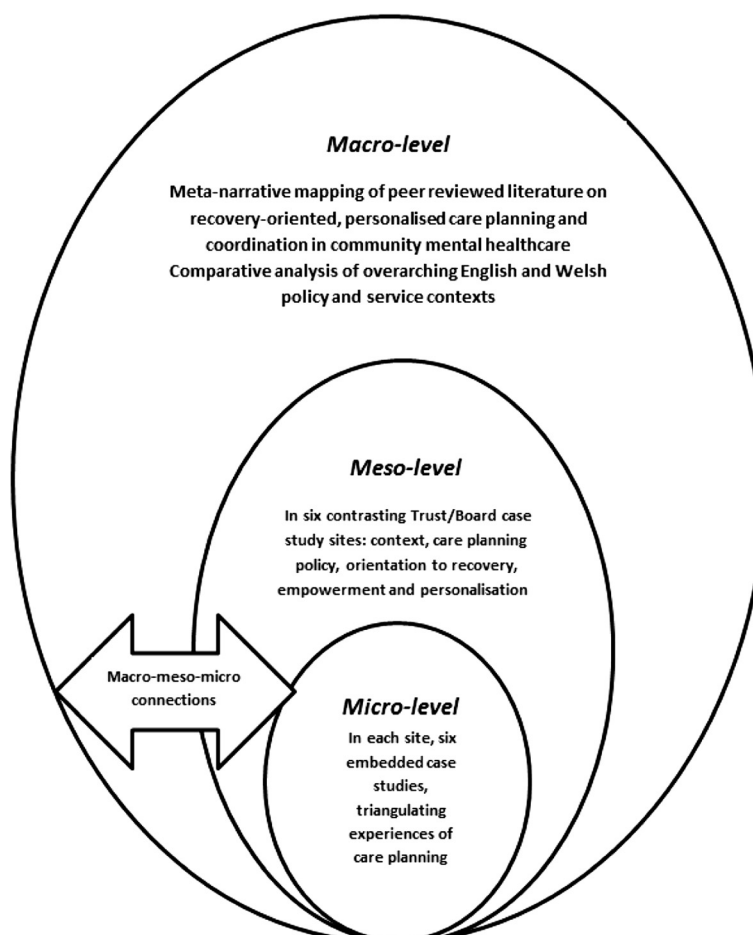 Macro-level
Meta-narrative mapping of peer reviewed literature on
recovery-oriented, personalised care planning and
coordination in community mental healthcare
Comparative analysis of overarching English and Welsh
policy and service contexts
Meso-level
In six contrasting Trust/Board case
study sites: context, care planning
policy, orientation to recovery,
empowerment and personalisation
Macro-meso-micro
connections
Micro-level
In each site, six
embedded case
studies,
triangulating
experiences of
care planning